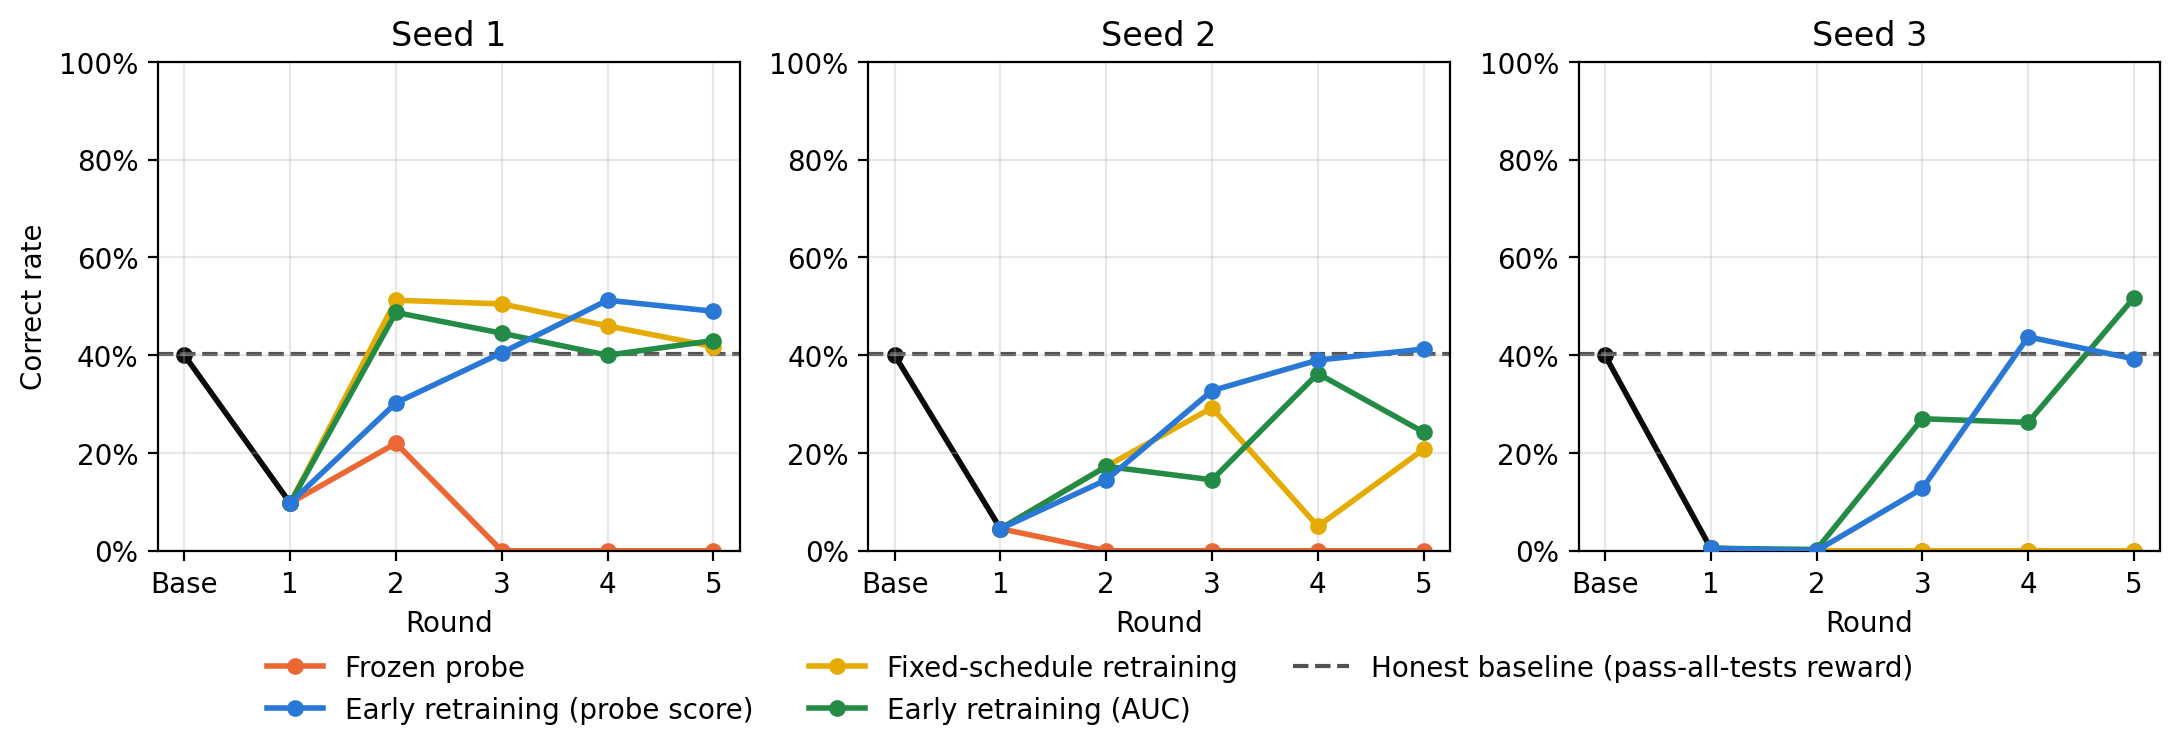 Seed 1
Seed 2
Seed 3
Correct rate
100%
80%
60%
40%
20%
0%
Base 1 2 3 4 5
Round
100%
80%
60%
40%
20%
0%
Base 1 2 3 4 5
Round
100%
80%
60%
40%
20%
0%
Base 1 2 3 4 5
Round
Frozen probe
Early retraining (probe score)
Fixed-schedule retraining
Early retraining (AUC)
Honest baseline (pass-all-tests reward)